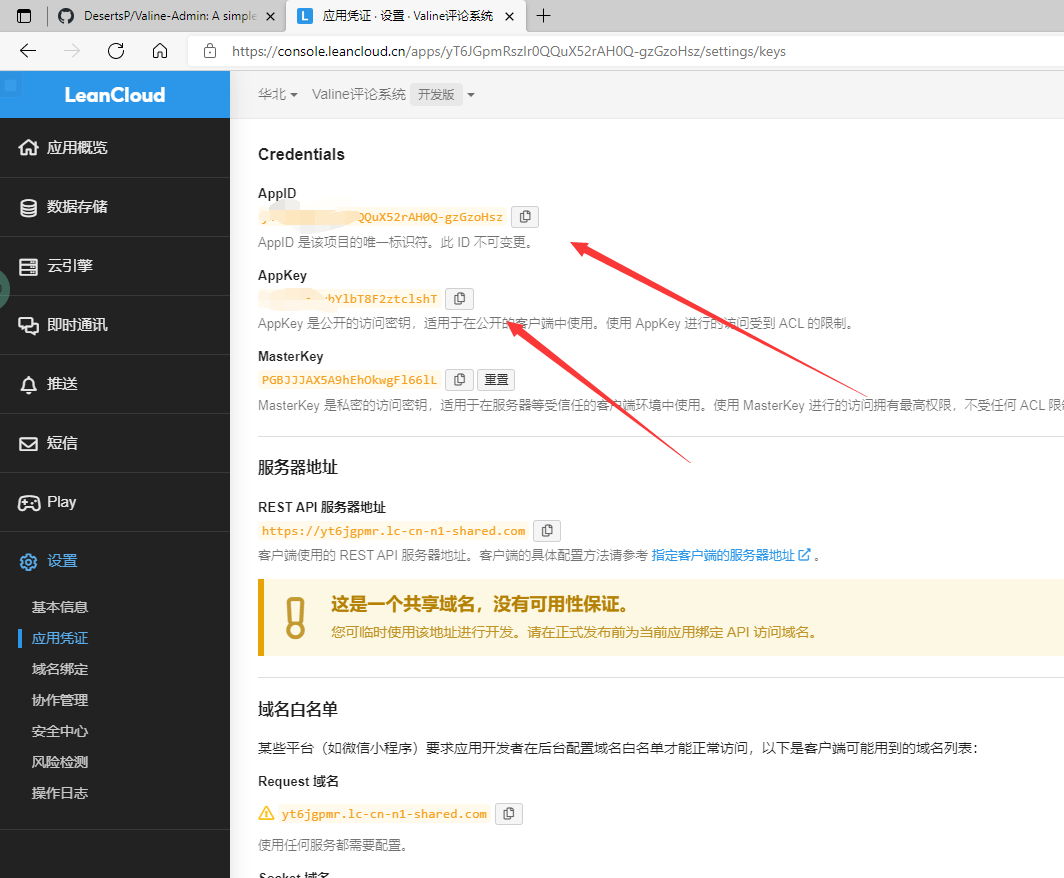 DesertsP/Valine-Admin: A simple
应用凭证 · 设置 · Valine评论系统
https://console.leancloud.cn/apps/yT6JGpmRszIr0QQuX52rAH0Q-gzGzoHsz/settings/keys
LeanCloud
华北 Valine评论系统 开发版
应用概览
数据存储
云引擎
即时通讯
推送
短信
Play
设置
基本信息
应用凭证
域名绑定
协作管理
安全中心
风险检测
操作日志
Credentials
AppID
QQuX52rAH0Q-gzGzoHsz
AppID 是该项目的唯一标识符。此 ID 不可变更。
AppKey
bYlbT8F2ztclshT
AppKey 是公开的访问密钥，适用于在公开的客户端中使用。使用 AppKey 进行的访问受到 ACL 的限制。
MasterKey
PGBJJJAX5A9hEhOkwgFl66lL 重置
MasterKey 是私密的访问密钥，适用于在服务器等受信任的客户端环境中使用。使用 MasterKey 进行的访问拥有最高权限，不受任何 ACL 限
服务器地址
REST API 服务器地址
https://yt6jgpmr.lc-cn-n1-shared.com
客户端使用的 REST API 服务器地址。客户端的具体配置方法请参考 指定客户端的服务器地址 。
这是一个共享域名，没有可用性保证。
您可临时使用该地址进行开发。请在正式发布前为当前应用绑定 API 访问域名。
域名白名单
某些平台（如微信小程序）要求应用开发者在后台配置域名白名单才能正常访问，以下是客户端可能用到的域名列表：
Request 域名
yt6jgpmr.lc-cn-n1-shared.com
使用任何服务都需要配置。
Socket 域名